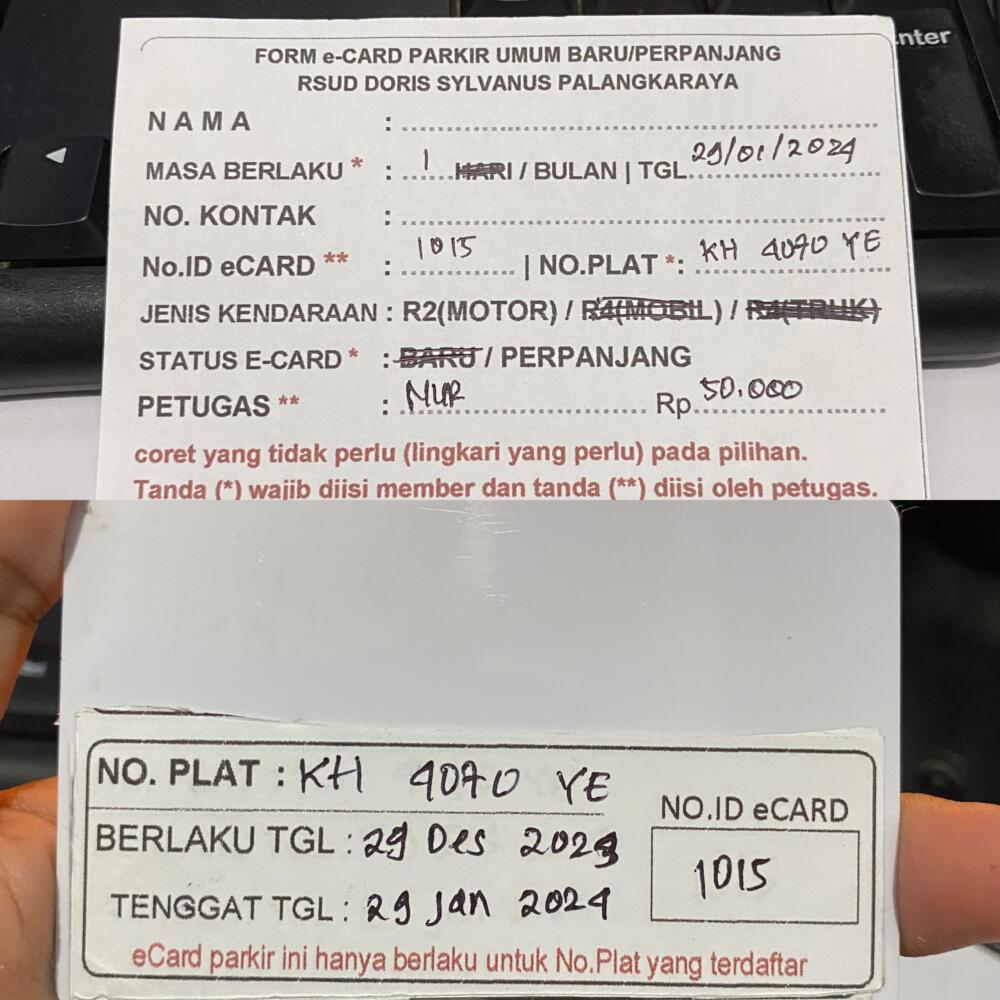 nter
FORM e-CARD PARKIR UMUM BARU/PERPANJANG
RSUD DORIS SYLVANUS PALANGKARAYA
N A M A :
MASA BERLAKU * : 1 HARI / BULAN | TGL 29/01/2024
NO. KONTAK :
No.ID eCARD ** : 1015 | NO.PLAT *: KH 4070 YE
JENIS KENDARAAN : R2(MOTOR) / R4(MOBIL) / R4(TRUK)
STATUS E-CARD * : BARU / PERPANJANG
PETUGAS ** : NUR Rp 50.000
coret yang tidak perlu (lingkari yang perlu) pada pilihan.
Tanda (*) wajib diisi member dan tanda (**) diisi oleh petugas.
NO. PLAT : KH 4070 YE
NO.ID eCARD
BERLAKU TGL : 29 Des 2023
1015
TENGGAT TGL : 29 Jan 2024
eCard parkir ini hanya berlaku untuk No.Plat yang terdaftar